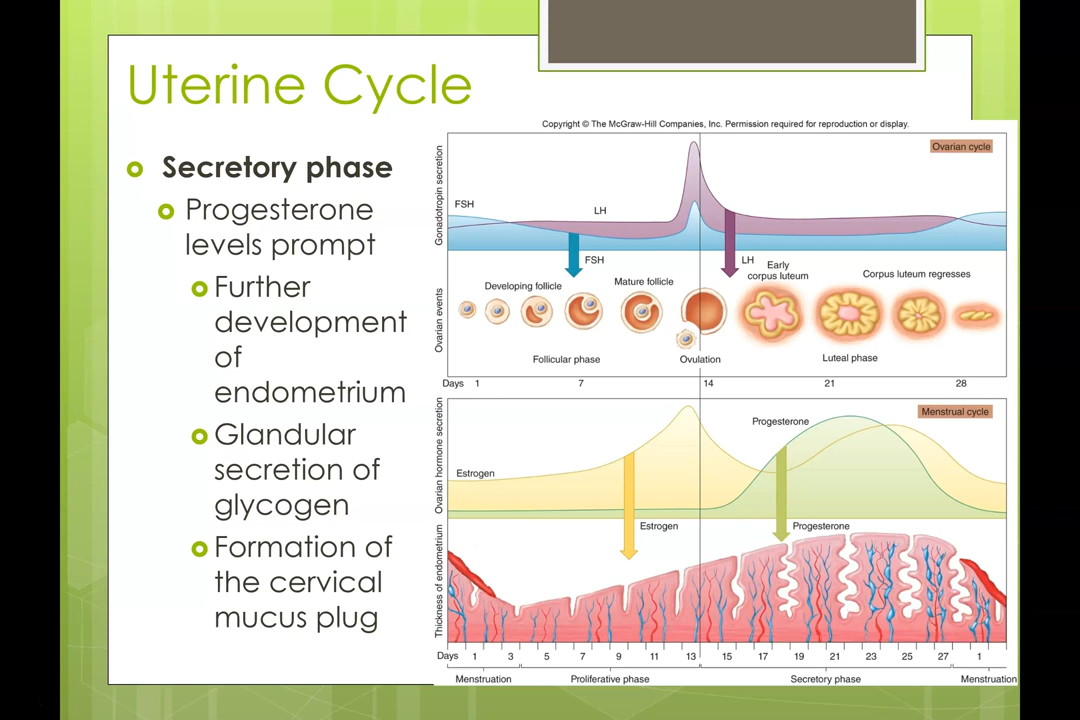 Uterine Cycle
Secretory phase
Progesterone
levels prompt
Further
development
of
endometrium
Glandular
secretion of
glycogen
Formation of
the cervical
mucus plug
Copyright © The McGraw-Hill Companies, Inc. Permission required for reproduction or display.
Ovarian cycle
Gonadotropin secretion
FSH
LH
FSH
LH
Ovarian events
Developing follicle
Mature follicle
Early
corpus luteum
Corpus luteum regresses
Follicular phase
Ovulation
Luteal phase
Days 1 7 14 21 28
Menstrual cycle
Ovarian hormone secretion
Progesterone
Estrogen
Estrogen
Progesterone
Thickness of endometrium
Days 1 3 5 7 9 11 13 15 17 19 21 23 25 27 1
Menstruation Proliferative phase Secretory phase Menstruation